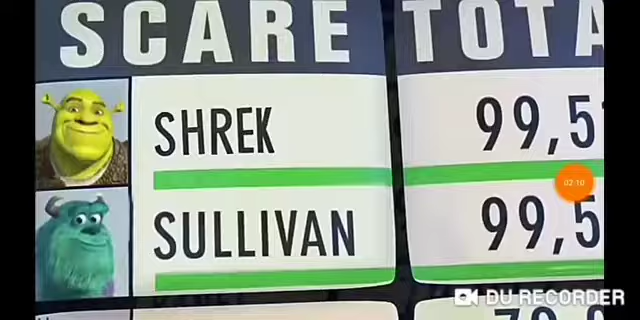 SCARE TOTA
SHREK 99,5
02:10
SULLIVAN 99,5
DU RECORDER